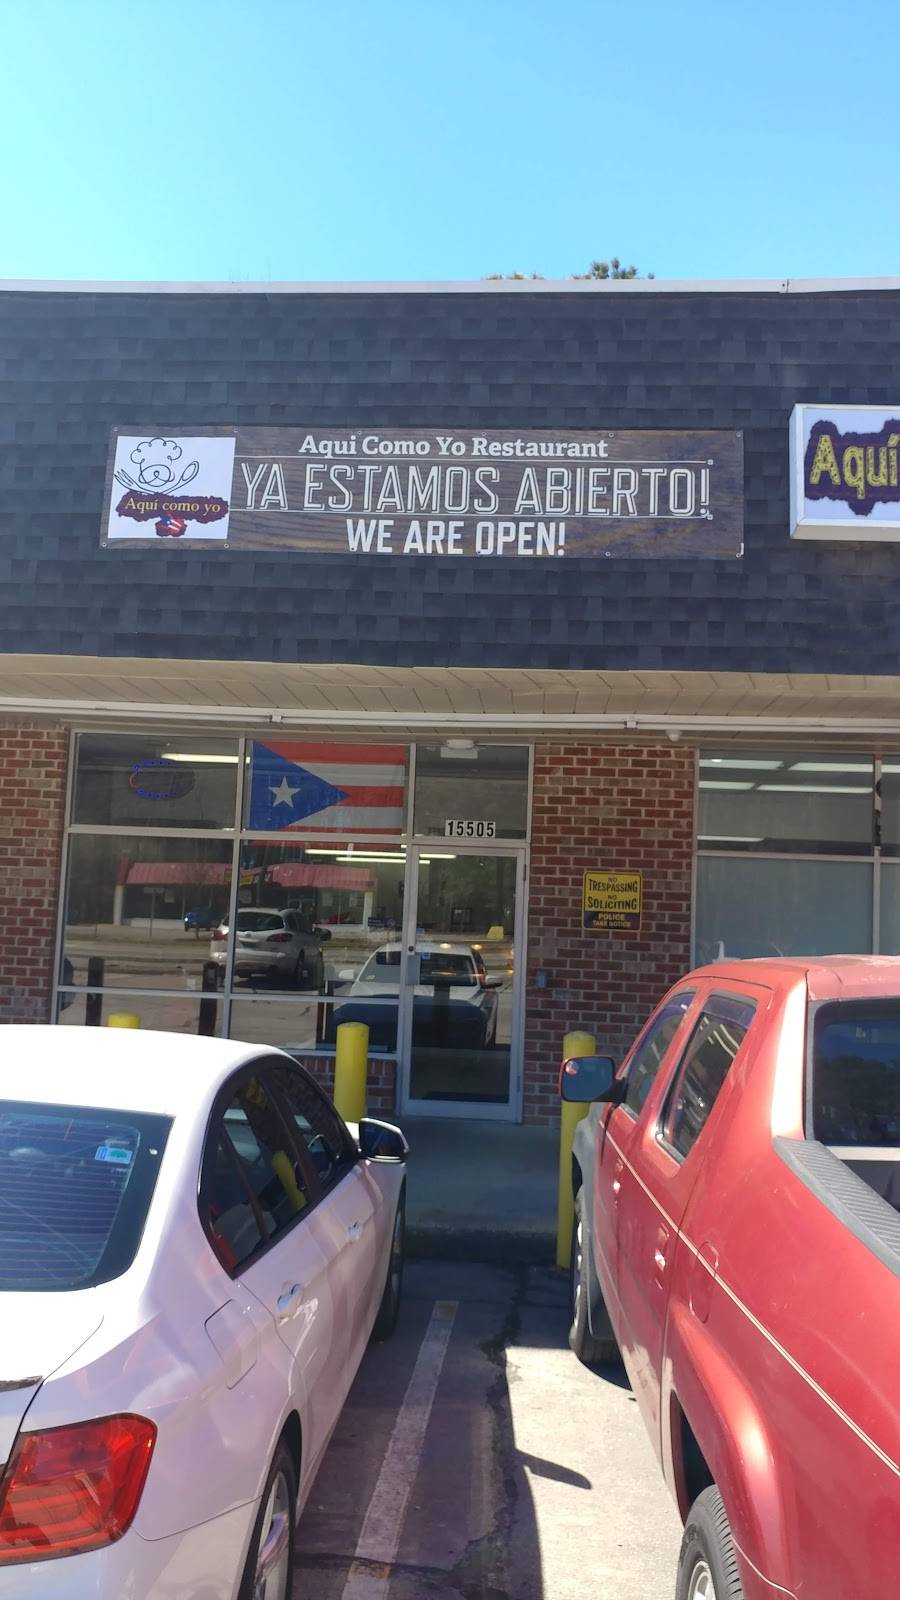 Aqui Como Yo Restaurant
YA ESTAMOS ABIERTO!
WE ARE OPEN!
Aquí como yo
Aquí
15505
NO
TRESPASSING
NO
SOLICITING
POLICE
TAKE NOTICE